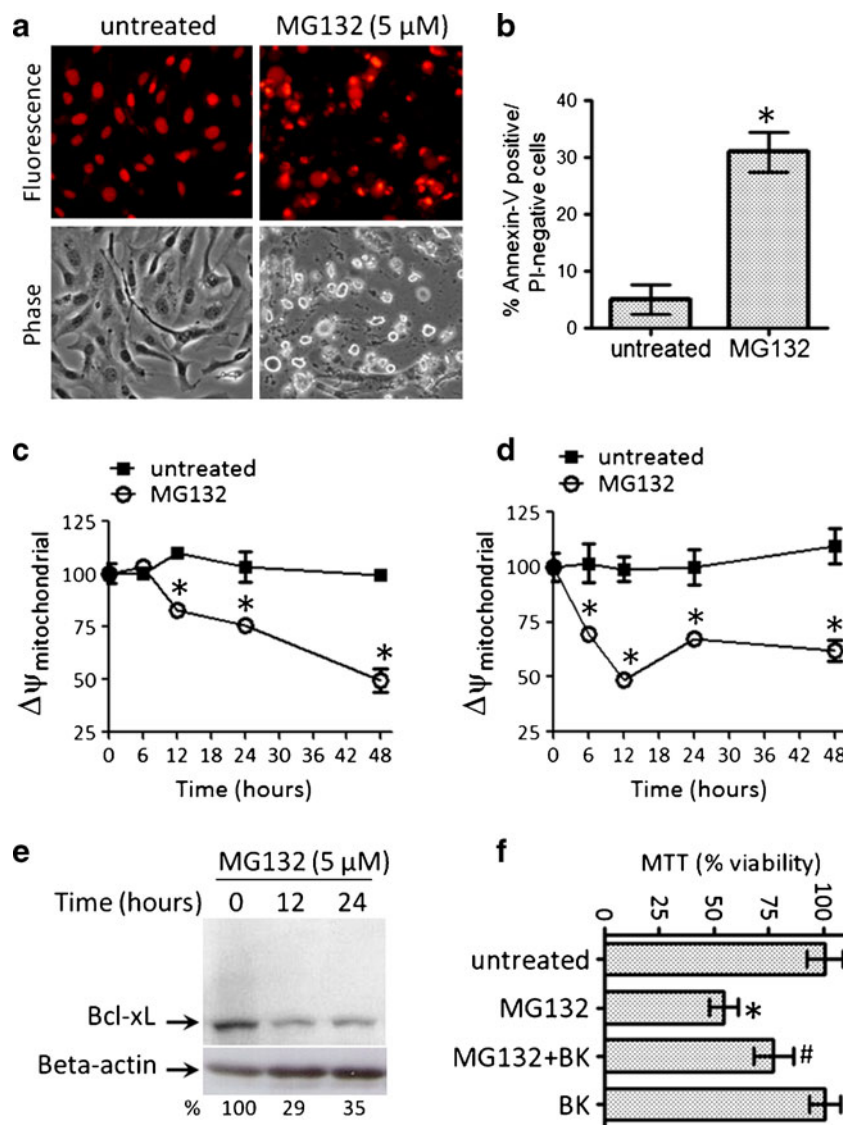 a
untreated MG132 (5 μM)
Fluorescence
Phase
b
% Annexin-V positive/
PI-negative cells
40
30
20
10
0
*
untreated MG132
c
untreated
MG132
ΔΨmitochondrial
125
100
75
50
25
* * *
0 6 12 18 24 30 36 42 48
Time (hours)
d
untreated
MG132
ΔΨmitochondrial
125
100
75
50
25
* * * *
0 6 12 18 24 30 36 42 48
Time (hours)
e
MG132 (5 μM)
Time (hours) 0 12 24
Bcl-xL
Beta-actin
% 100 29 35
f
MTT (% viability)
0 25 50 75 100
untreated
MG132 *
MG132+BK #
BK